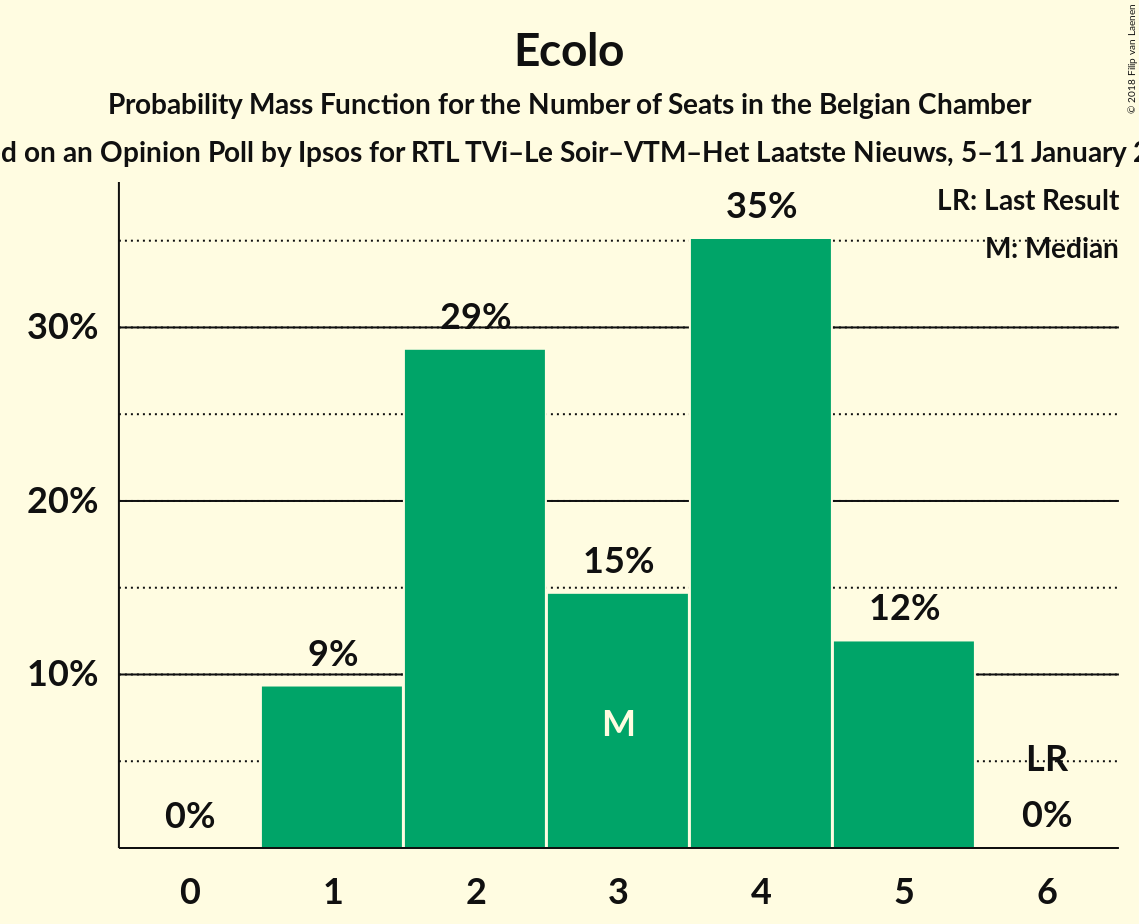 Ecolo
Probability Mass Function for the Number of Seats in the Belgian Chamber
d on an Opinion Poll by Ipsos for RTL TVi–Le Soir–VTM–Het Laatste Nieuws, 5–11 January 2
© 2018 Filip van Laenen
LR: Last Result
M: Median
35%
30%
29%
20%
15%
12%
10%
9%
M
LR
0%
0%
0 1 2 3 4 5 6